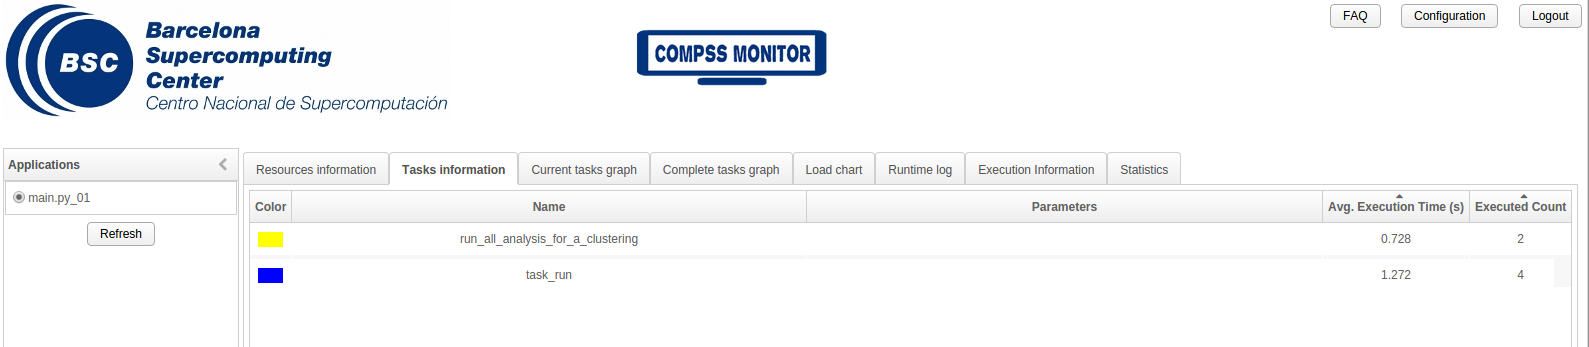 BSC
Barcelona
Supercomputing
Center
Centro Nacional de Supercomputación
COMPSS MONITOR
FAQ Configuration Logout
Applications
main.py_01
Refresh
Resources information Tasks information Current tasks graph Complete tasks graph Load chart Runtime log Execution Information Statistics
Color Name Parameters Avg. Execution Time (s) Executed Count
run_all_analysis_for_a_clustering 0.728 2
task_run 1.272 4